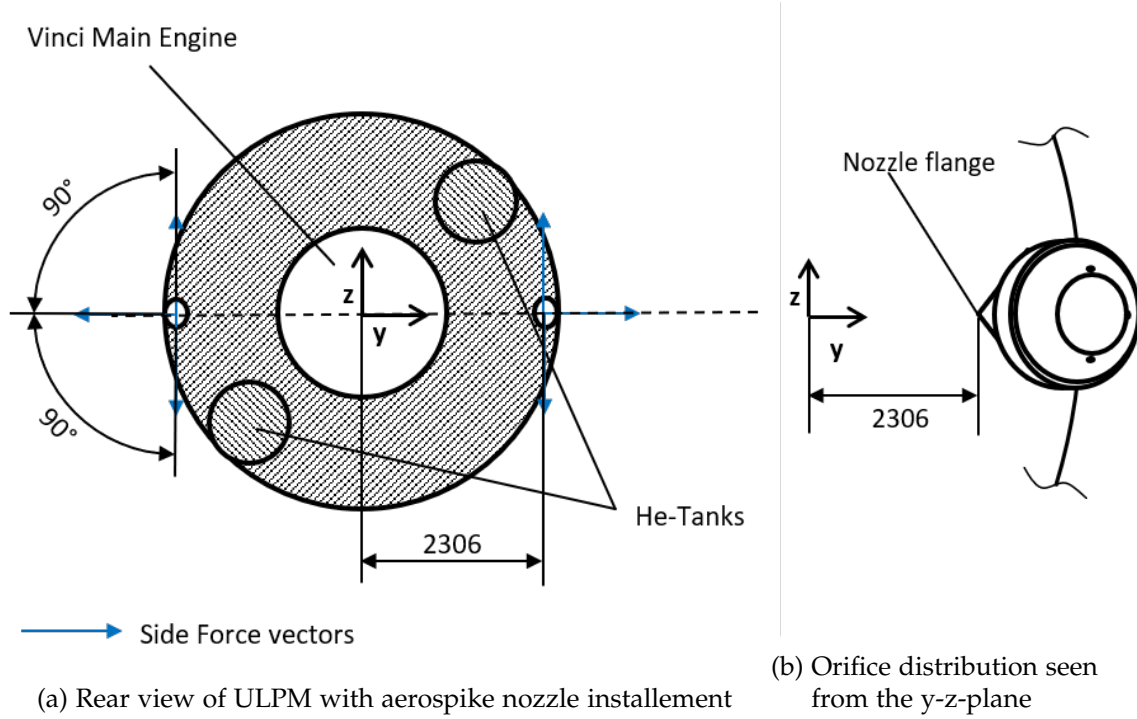 Vinci Main Engine
90°
90°
z
y
2306
He-Tanks
Side Force vectors
(a) Rear view of ULPM with aerospike nozzle installement
Nozzle flange
z
y
2306
(b) Orifice distribution seen
from the y-z-plane